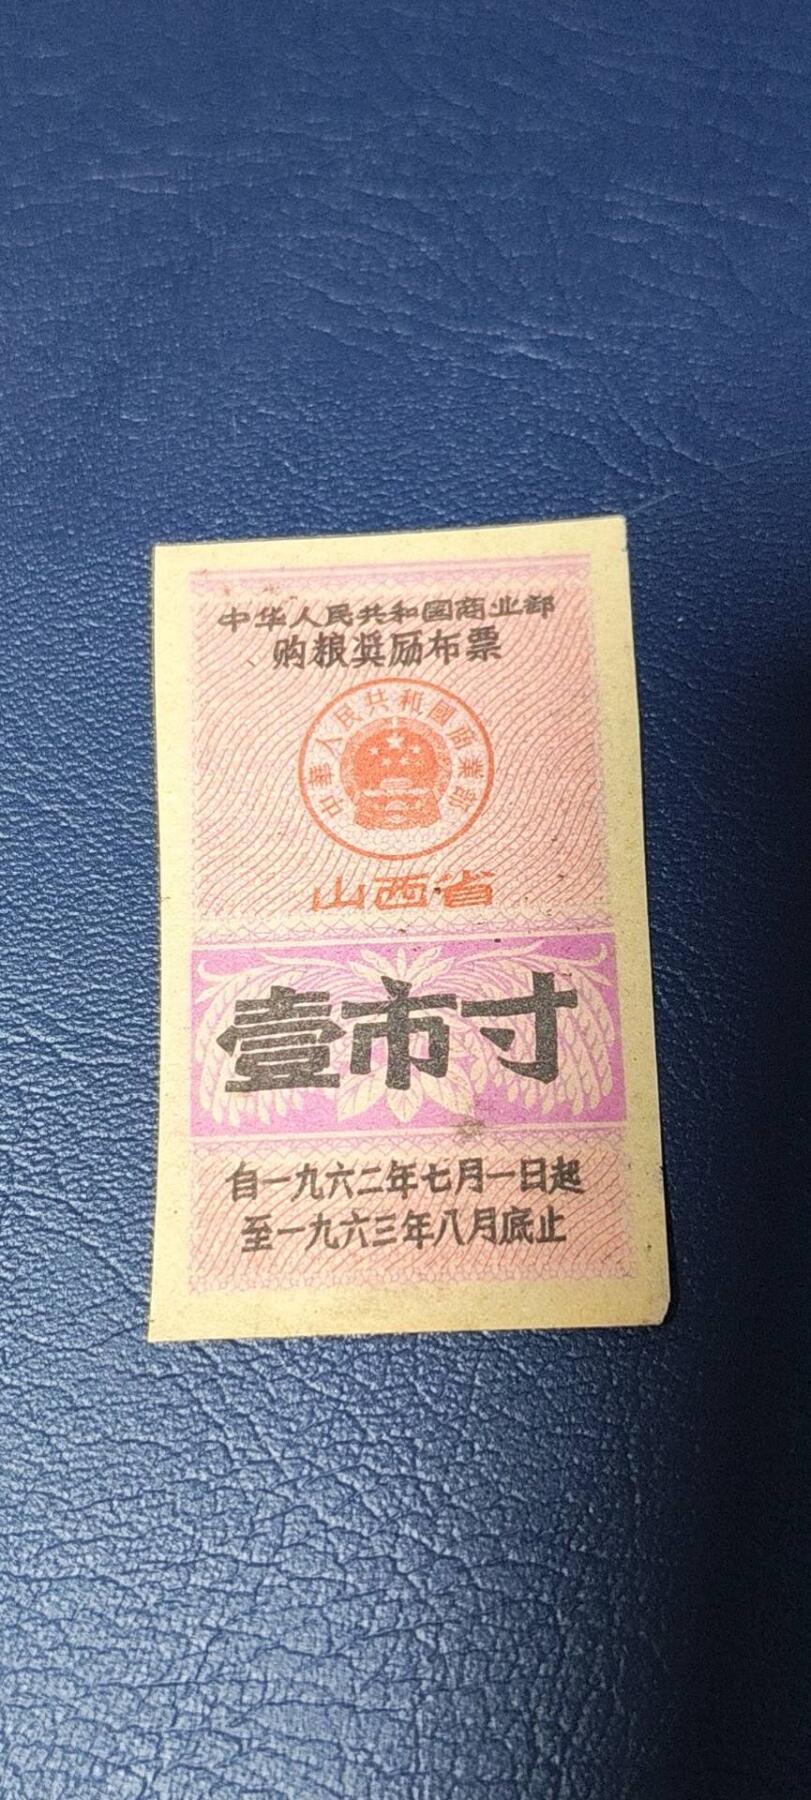 中华人民共和国商业部
购粮奖励布票
中華人民共和國商業部
山西省
壹市寸
自一九六二年七月一日起
至一九六三年八月底止